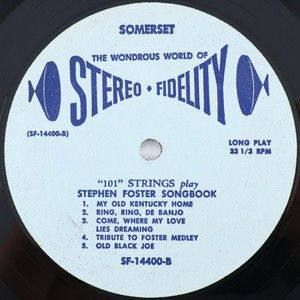 SOMERSET
THE WONDROUS WORLD OF
STEREO • FIDELITY
(SF-14400-B)
LONG PLAY
33 1/3 RPM
"101" STRINGS play
STEPHEN FOSTER SONGBOOK
1. MY OLD KENTUCKY HOME
2. RING, RING, DE BANJO
3. COME, WHERE MY LOVE
LIES DREAMING
4. TRIBUTE TO FOSTER MEDLEY
5. OLD BLACK JOE
SF-14400-B